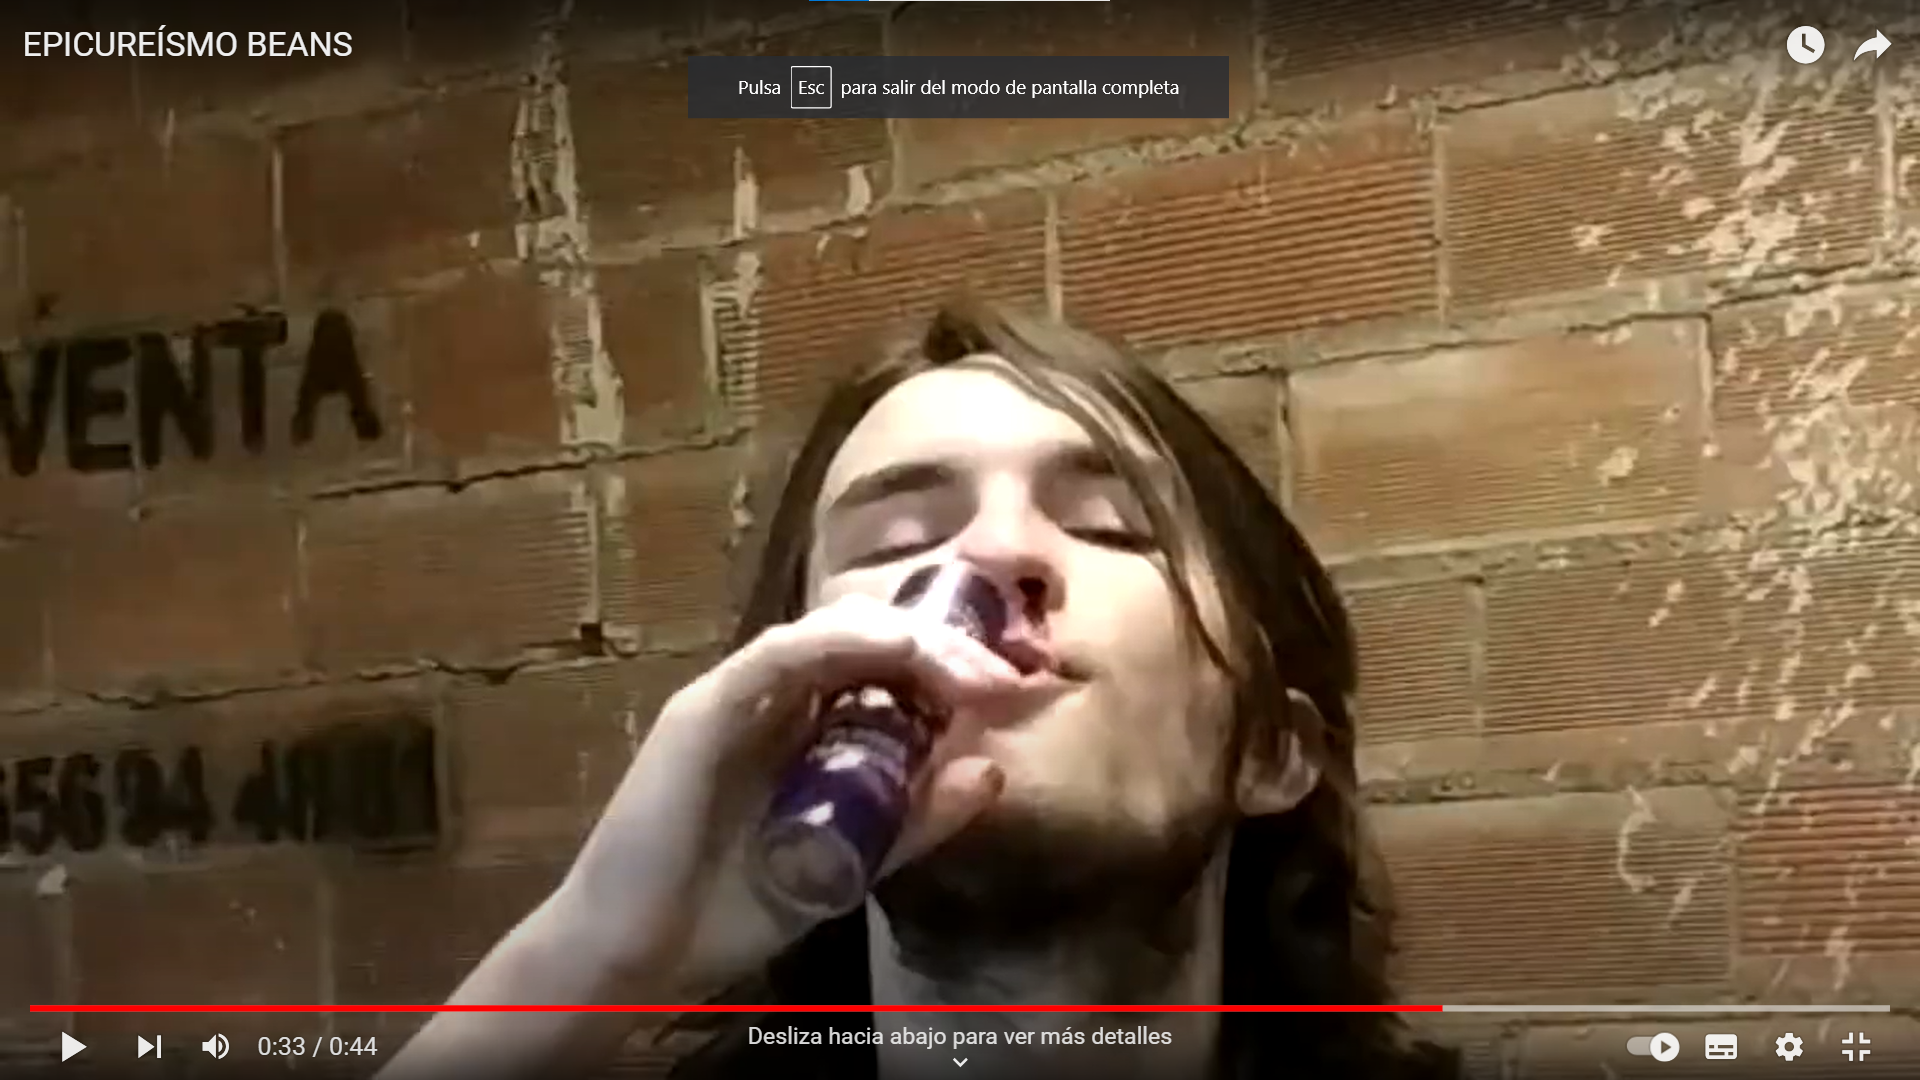 EPICUREÍSMO BEANS
Pulsa Esc para salir del modo de pantalla completa
VENTA
0:33 / 0:44
Desliza hacia abajo para ver más detalles